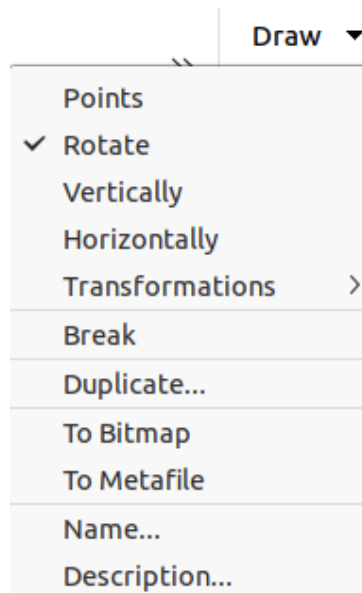 Draw
Points
Rotate
Vertically
Horizontally
Transformations
Break
Duplicate...
To Bitmap
To Metafile
Name...
Description...